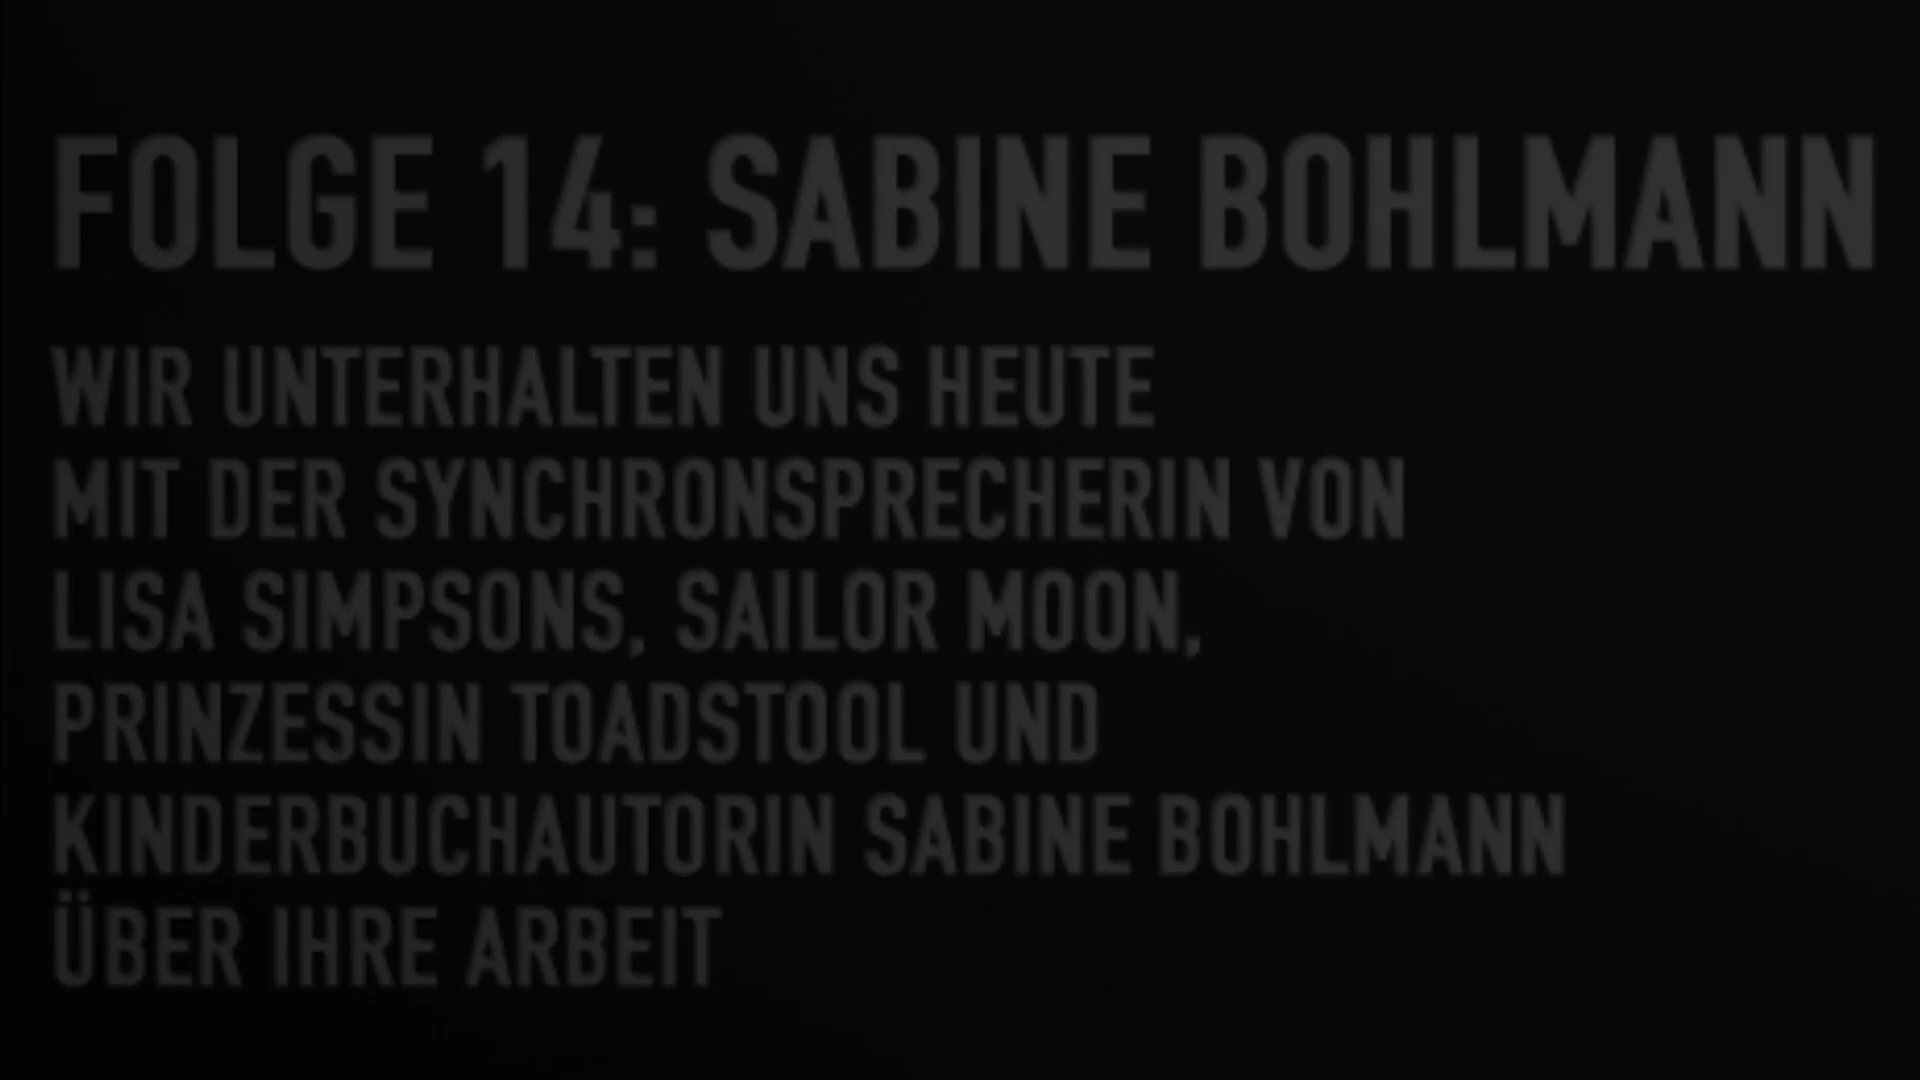 FOLGE 14: SABINE BOHLMANN
WIR UNTERHALTEN UNS HEUTE
MIT DER SYNCHRONSPRECHERIN VON
LISA SIMPSONS, SAILOR MOON,
PRINZESSIN TOADSTOOL UND
KINDERBUCHAUTORIN SABINE BOHLMANN
ÜBER IHRE ARBEIT